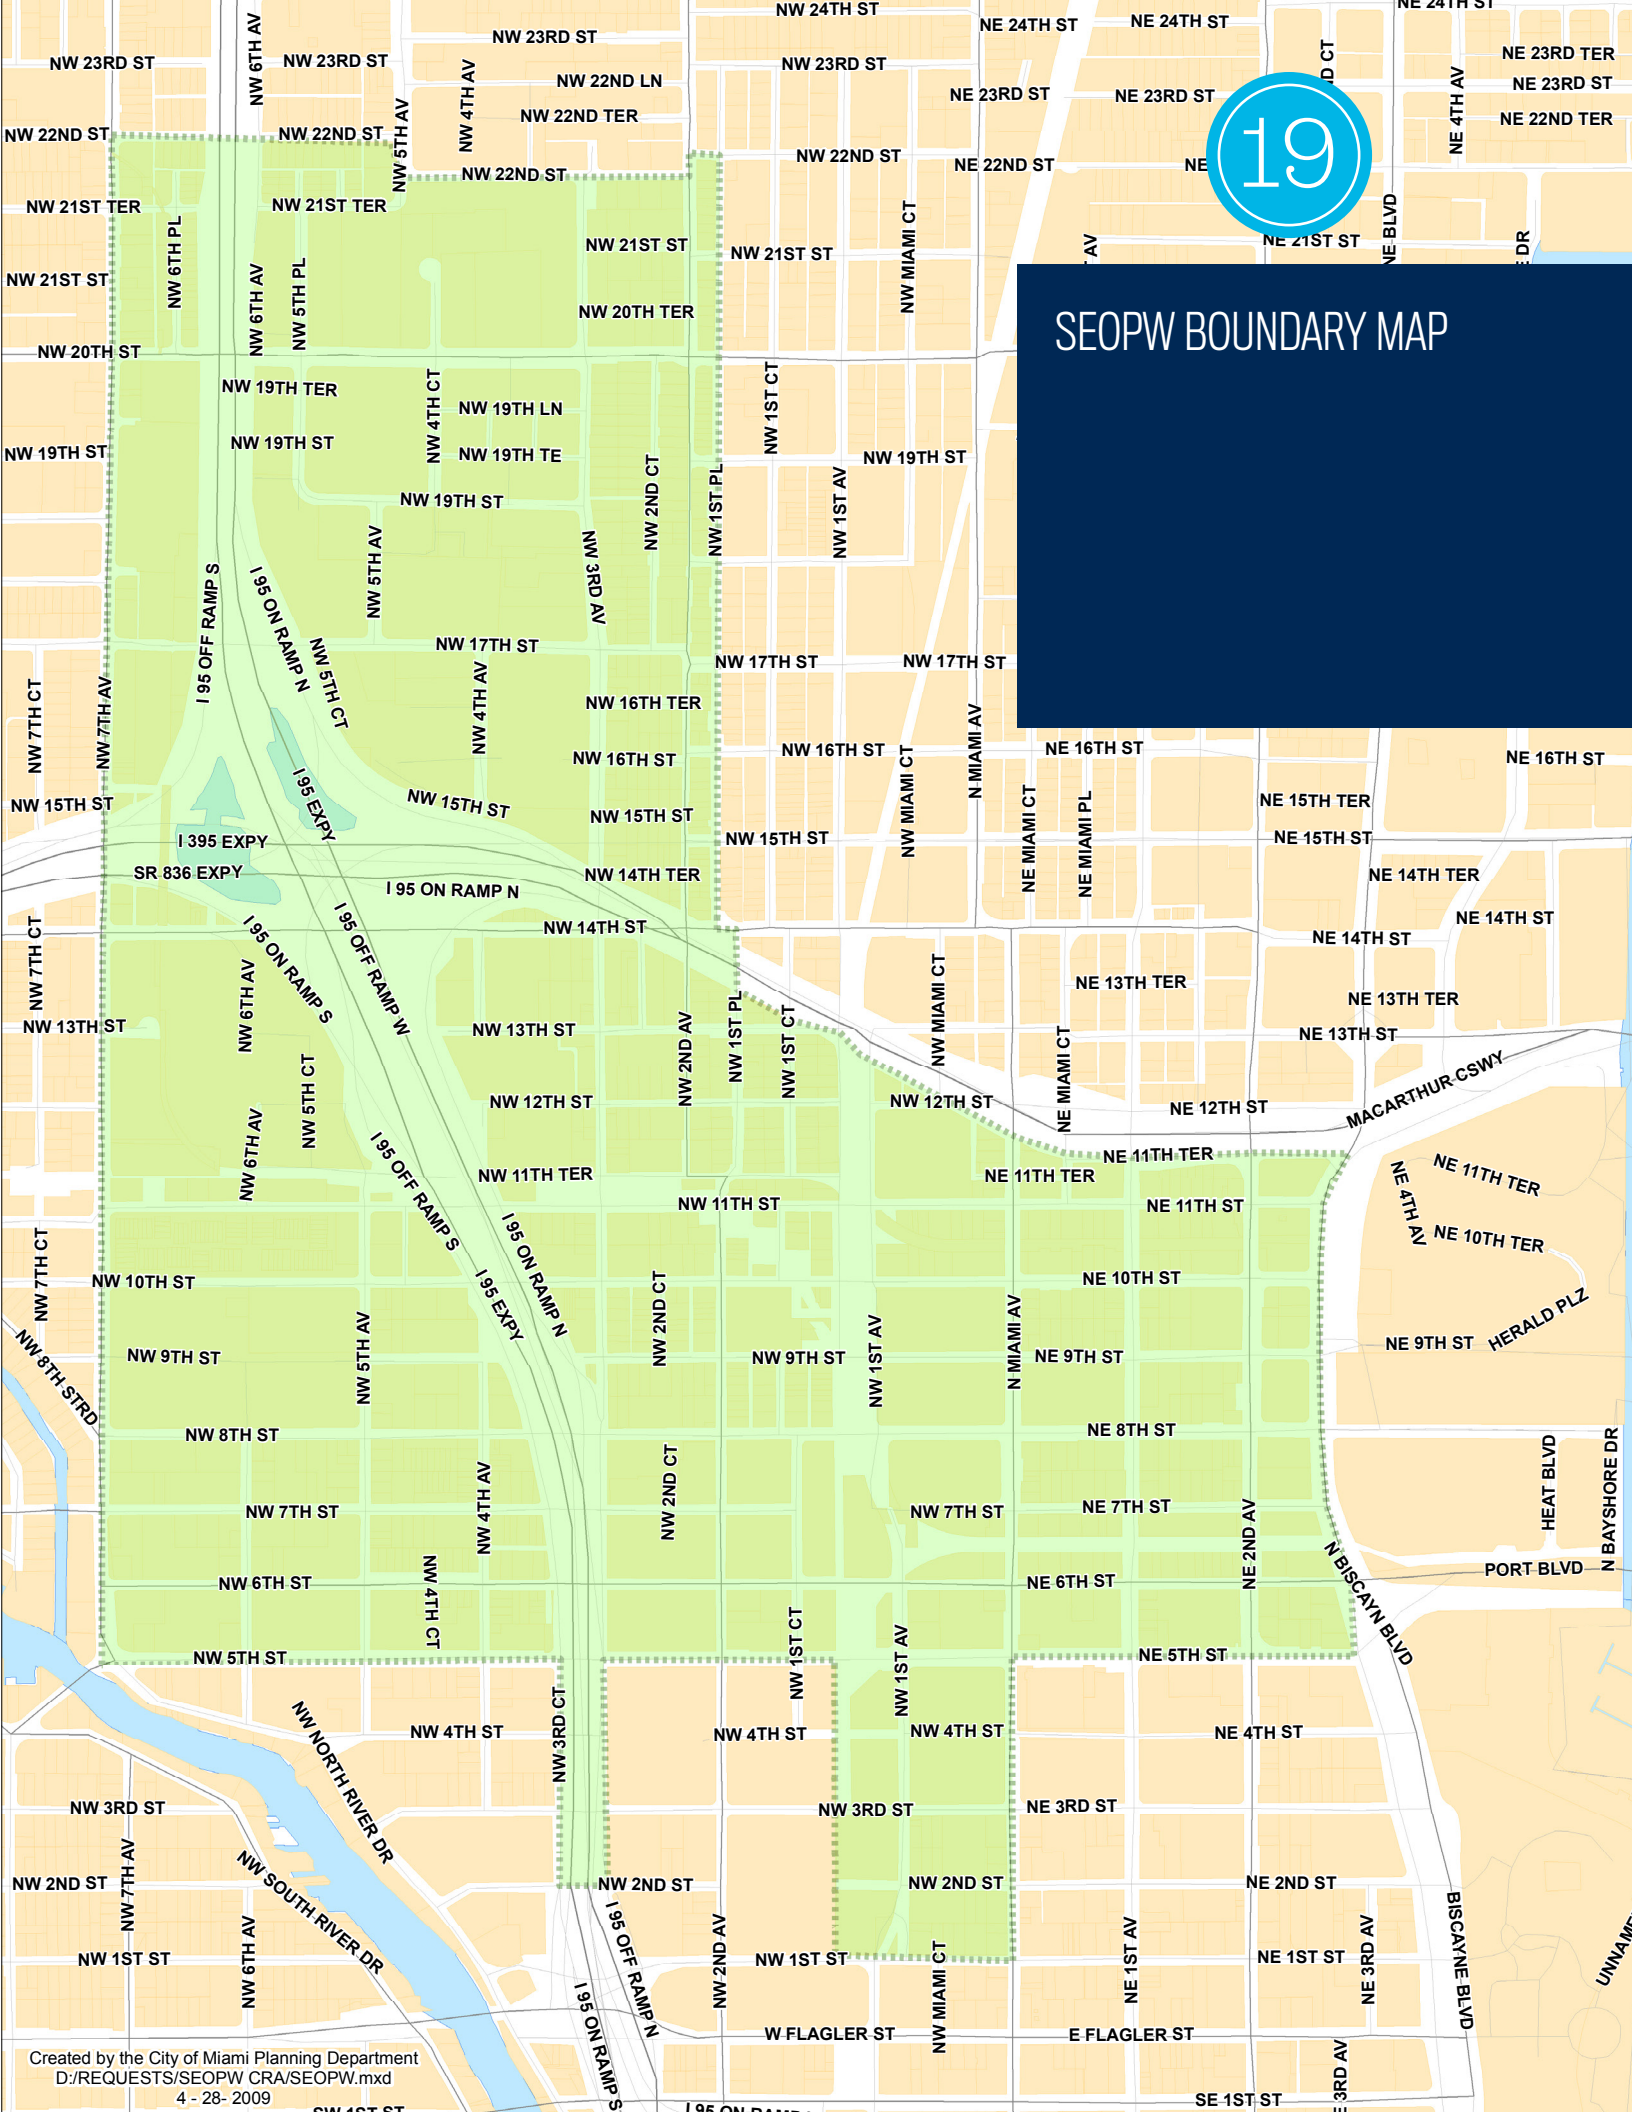 NW 24TH ST
NE 24TH ST
NE 24TH ST
NE 24TH ST
NW 6TH AV
NW 23RD ST
NW 23RD ST
NW 23RD ST
NW 23RD ST
NE 23RD TER
NW 4TH AV
NW 22ND LN
NE 23RD ST
NE 23RD ST
NE 23RD ST
NE 4TH AV
NW 5TH AV
NW 22ND TER
NE 22ND TER
19
NW 22ND ST
NW 22ND ST
NW 22ND ST
NW 22ND ST
NE 22ND ST
NE
NW 21ST TER
NW 21ST TER
NW 6TH PL
NW MIAMI CT
NW 21ST ST
NW 21ST ST
NE 21ST ST
AV
NE BLVD
DR
NW 21ST ST
NW 6TH AV
NW 5TH PL
NW 20TH TER
SEOPW BOUNDARY MAP
NW 20TH ST
NW 19TH TER
NW 4TH CT
NW 19TH LN
NW 1ST CT
NW 19TH ST
NW 19TH ST
NW 19TH TE
NW 19TH ST
NW 19TH ST
NW 2ND CT
NW 1ST PL
NW 1ST AV
NW 5TH AV
NW 3RD AV
I 95 OFF RAMP S
I 95 ON RAMP N
NW 5TH CT
NW 17TH ST
NW 17TH ST
NW 17TH ST
NW 7TH CT
NW 7TH AV
NW 4TH AV
NW 16TH TER
N MIAMI AV
NW 16TH ST
NW 16TH ST
NE 16TH ST
NE 16TH ST
I 95 EXPY
NW MIAMI CT
NE MIAMI CT
NE MIAMI PL
NW 15TH ST
NW 15TH ST
NW 15TH ST
NE 15TH TER
NW 15TH ST
NE 15TH ST
I 395 EXPY
SR 836 EXPY
I 95 ON RAMP N
NW 14TH TER
NE 14TH TER
NW 7TH CT
I 95 ON RAMP S
I 95 OFF RAMP W
NW 14TH ST
NE 14TH ST
NE 14TH ST
NW 6TH AV
NW MIAMI CT
NE 13TH TER
NE 13TH TER
NW 13TH ST
NW 13TH ST
NW 2ND AV
NW 1ST PL
NW 1ST CT
NE MIAMI CT
NE 13TH ST
NW 5TH CT
NW 12TH ST
NW 12TH ST
NE 12TH ST
MACARTHUR CSWY
NW 6TH AV
I 95 OFF RAMP S
NW 11TH TER
NE 11TH TER
NE 11TH TER
NE 11TH TER
NE 4TH AV
NW 11TH ST
NE 11TH ST
NE 10TH TER
NW 7TH CT
I 95 ON RAMP N
I 95 EXPY
NW 10TH ST
NE 10TH ST
NW 2ND CT
HERALD PLZ
NW 8TH STRD
NW 9TH ST
NW 5TH AV
NW 9TH ST
NW 1ST AV
N MIAMI AV
NE 9TH ST
NE 9TH ST
NW 8TH ST
NE 8TH ST
NW 4TH AV
NW 2ND CT
HEAT BLVD
N BAYSHORE DR
NW 7TH ST
NW 7TH ST
NE 7TH ST
NE 2ND AV
N BISCAYN BLVD
NW 6TH ST
NW 4TH CT
NE 6TH ST
PORT BLVD
NW 1ST CT
NW 1ST AV
NW 5TH ST
NE 5TH ST
NW NORTH RIVER DR
NW 3RD CT
NW 4TH ST
NW 4TH ST
NW 4TH ST
NE 4TH ST
NW 3RD ST
NW 3RD ST
NE 3RD ST
NW 7TH AV
NW SOUTH RIVER DR
NW 2ND ST
NW 2ND ST
NW 2ND ST
NE 2ND ST
NW 6TH AV
I 95 OFF RAMP N
NW 2ND AV
NE 1ST AV
NE 3RD AV
BISCAYNE BLVD
NW 1ST ST
NW 1ST ST
NW MIAMI CT
NE 1ST ST
I 95 ON RAMP S
W FLAGLER ST
E FLAGLER ST
Created by the City of Miami Planning Department
D:/REQUESTS/SEOPW CRA/SEOPW.mxd
4 - 28- 2009
3RD AV
SE 1ST ST